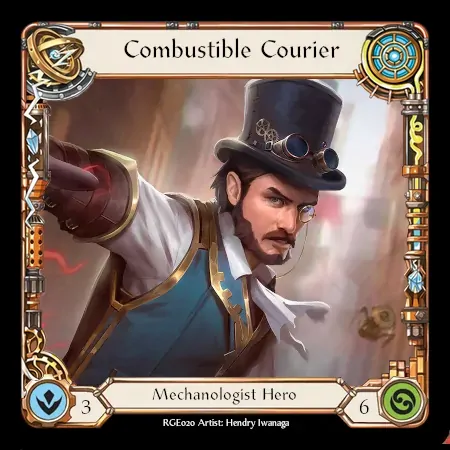 Combustible Courier
Mechanologist Hero
3
6
RGE020 Artist: Hendry Iwanaga